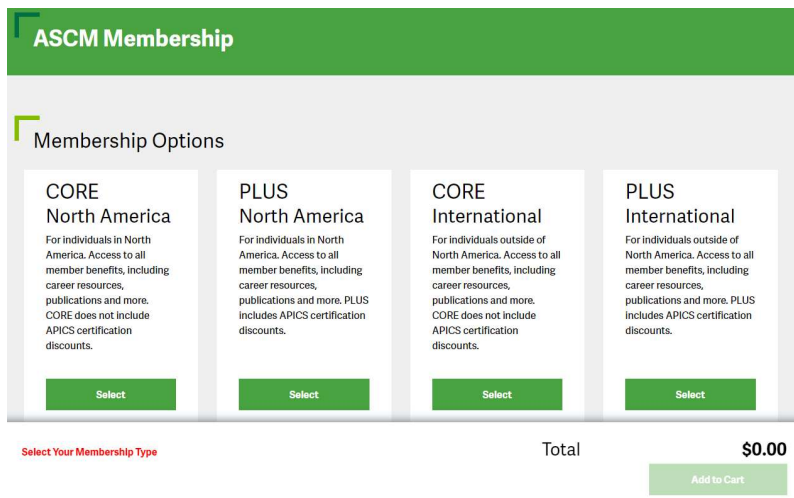 ASCM Membership
Membership Options
CORE
North America
For individuals in North
America. Access to all
member benefits, including
career resources,
publications and more.
CORE does not include
APICS certification
discounts.
Select
PLUS
North America
For individuals in North
America. Access to all
member benefits, including
career resources,
publications and more. PLUS
includes APICS certification
discounts.
Select
CORE
International
For individuals outside of
North America. Access to all
member benefits, including
career resources,
publications and more.
CORE does not include
APICS certification
discounts.
Select
PLUS
International
For individuals outside of
North America. Access to all
member benefits, including
career resources,
publications and more. PLUS
includes APICS certification
discounts.
Select
Select Your Membership Type
Total
$0.00
Add to Cart